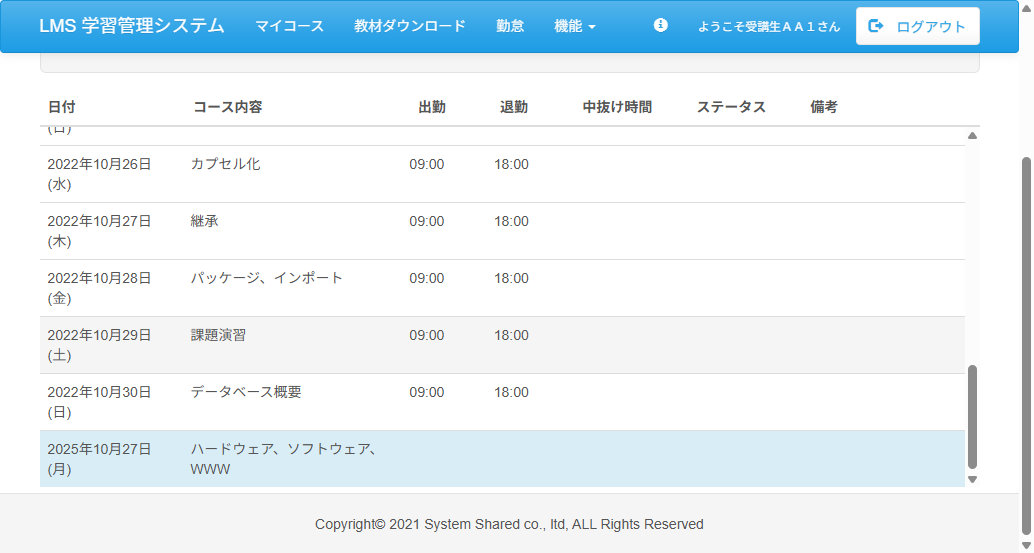 LMS 学習管理システム マイコース 教材ダウンロード 勤怠 機能 ようこそ受講生ＡＡ１さん ログアウト
日付 コース内容 出勤 退勤 中抜け時間 ステータス 備考
(日)
2022年10月26日 カプセル化 09:00 18:00
(水)
2022年10月27日 継承 09:00 18:00
(木)
2022年10月28日 パッケージ、インポート 09:00 18:00
(金)
2022年10月29日 課題演習 09:00 18:00
(土)
2022年10月30日 データベース概要 09:00 18:00
(日)
2025年10月27日 ハードウェア、ソフトウェア、
(月) WWW
Copyright© 2021 System Shared co., ltd, ALL Rights Reserved